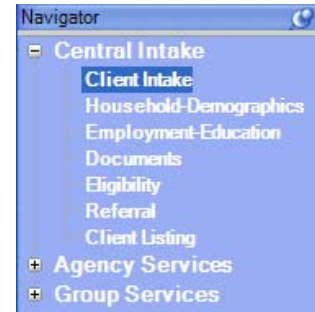 Navigator
Central Intake
Client Intake
Household-Demographics
Employment-Education
Documents
Eligibility
Referral
Client Listing
Agency Services
Group Services